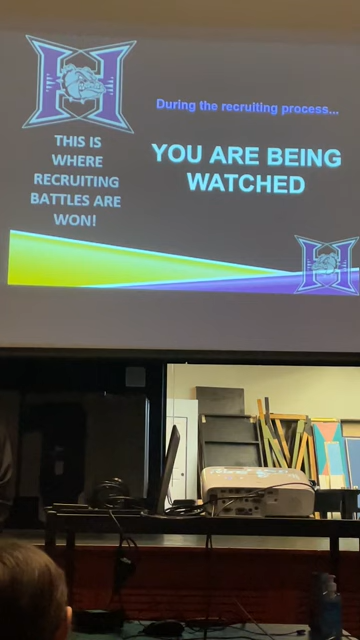 THIS IS
WHERE
RECRUITING
BATTLES ARE
WON!
During the recruiting process...
YOU ARE BEING
WATCHED